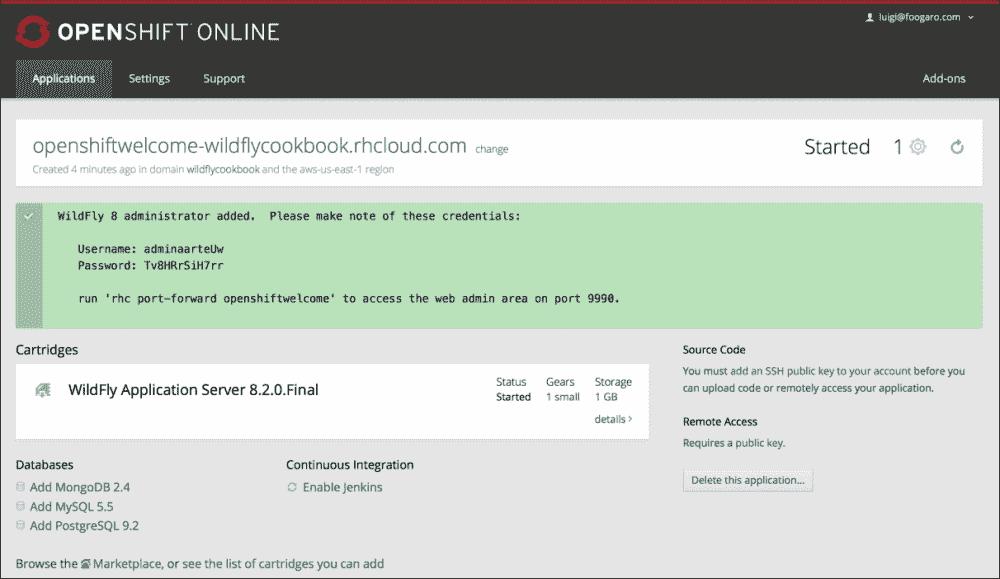 OPENSHIFT ONLINE
luigi@foogaro.com
Applications
Settings
Support
Add-ons
openshiftwelcome-wildflycookbook.rhcloud.com change
Started 1
Created 4 minutes ago in domain wildflycookbook and the aws-us-east-1 region
WildFly 8 administrator added. Please make note of these credentials:
Username: adminaarteUw
Password: Tv8HRrSiH7rr
run 'rhc port-forward openshiftwelcome' to access the web admin area on port 9990.
Cartridges
WildFly Application Server 8.2.0.Final
Status Gears Storage
Started 1 small 1 GB
details ›
Source Code
You must add an SSH public key to your account before you
can upload code or remotely access your application.
Remote Access
Requires a public key.
Delete this application...
Databases
Add MongoDB 2.4
Add MySQL 5.5
Add PostgreSQL 9.2
Continuous Integration
Enable Jenkins
Browse the Marketplace, or see the list of cartridges you can add